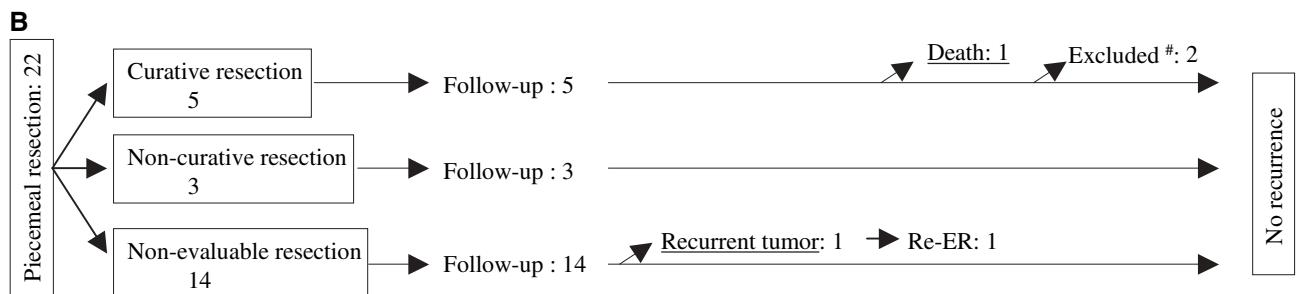 B
Piecemeal resection: 22
Curative resection
5
Follow-up : 5
Death: 1
Excluded #: 2
Non-curative resection
3
Follow-up : 3
Non-evaluable resection
14
Follow-up : 14
Recurrent tumor: 1
Re-ER: 1
No recurrence